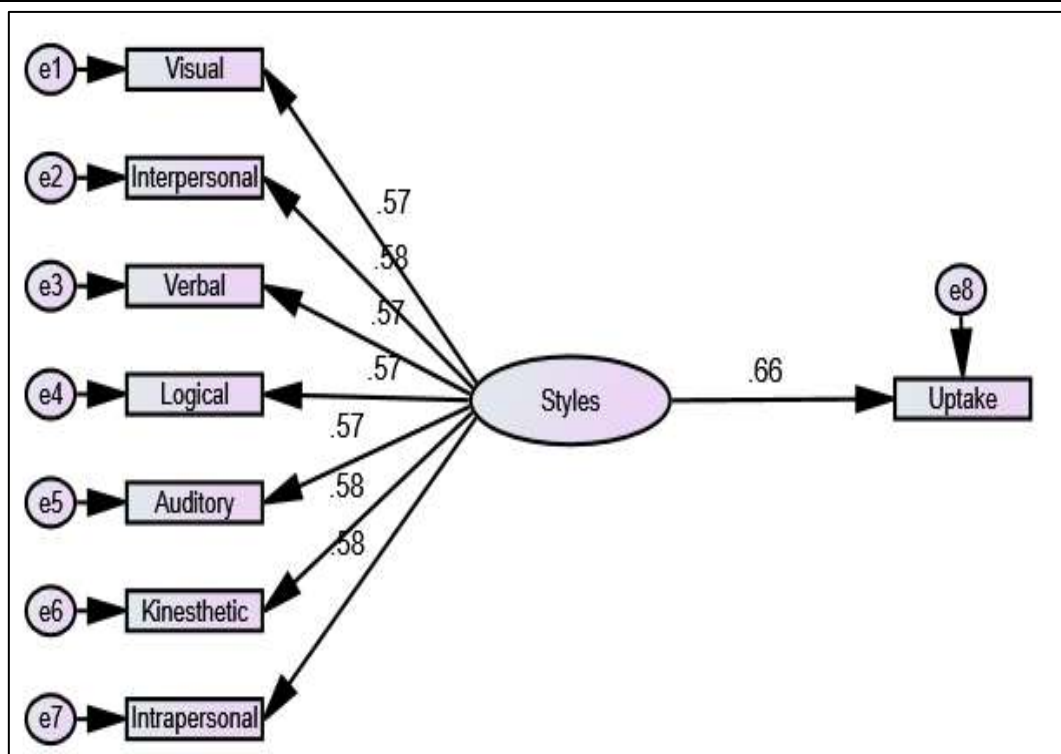 e1
Visual
e2
Interpersonal
.57
.58
e3
Verbal
e8
.57
.57
.66
e4
Logical
Styles
Uptake
.57
e5
Auditory
.58
.58
e6
Kinesthetic
e7
Intrapersonal